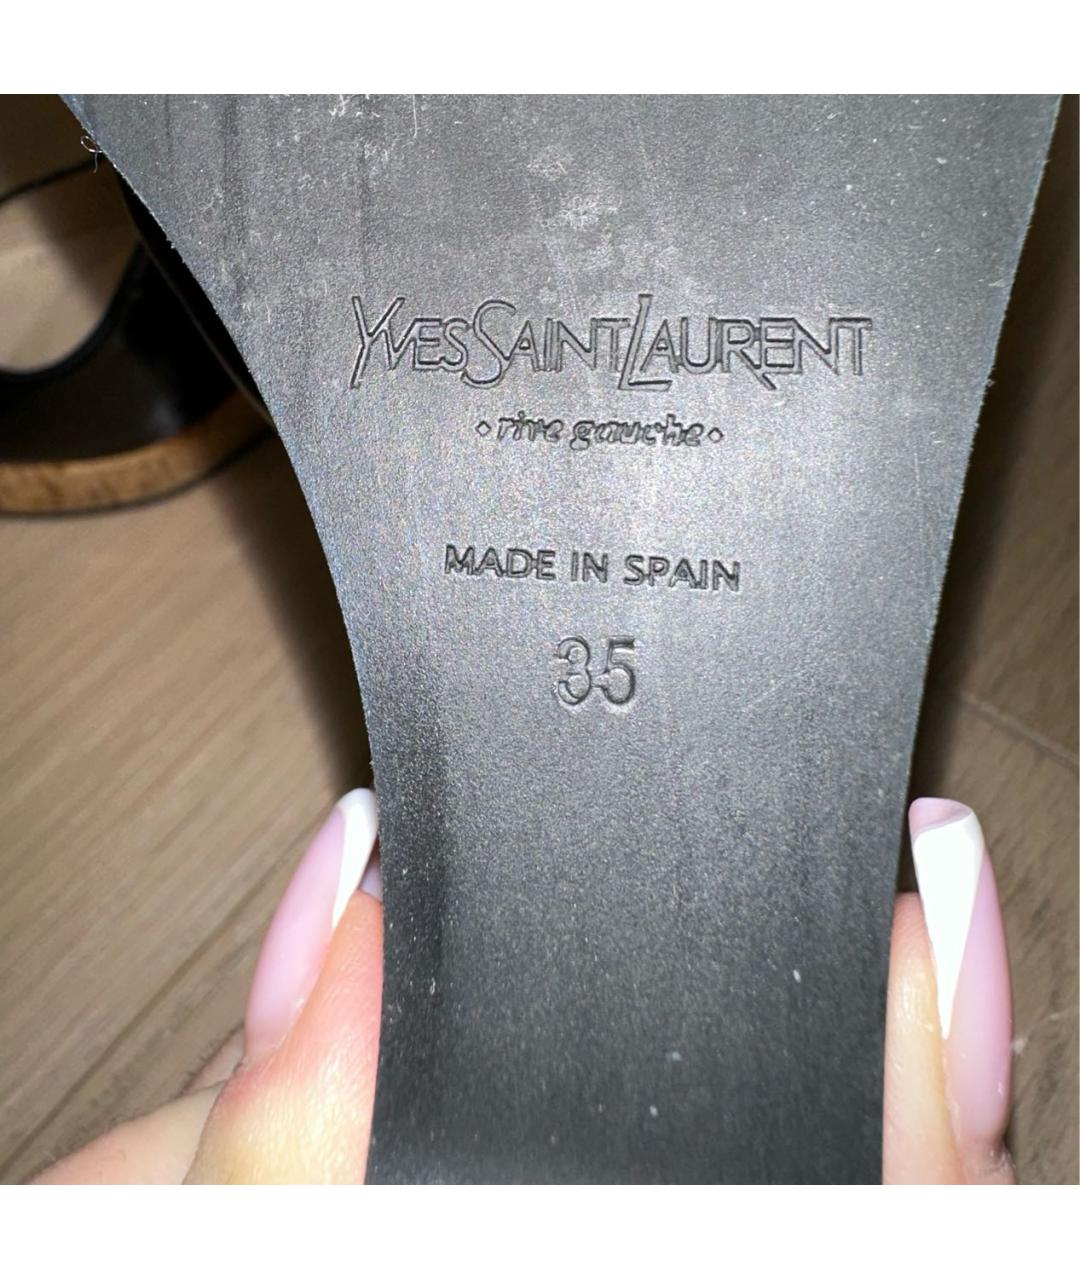 YVESSAINTLAURENT
·rive gauche·
MADE IN SPAIN
35